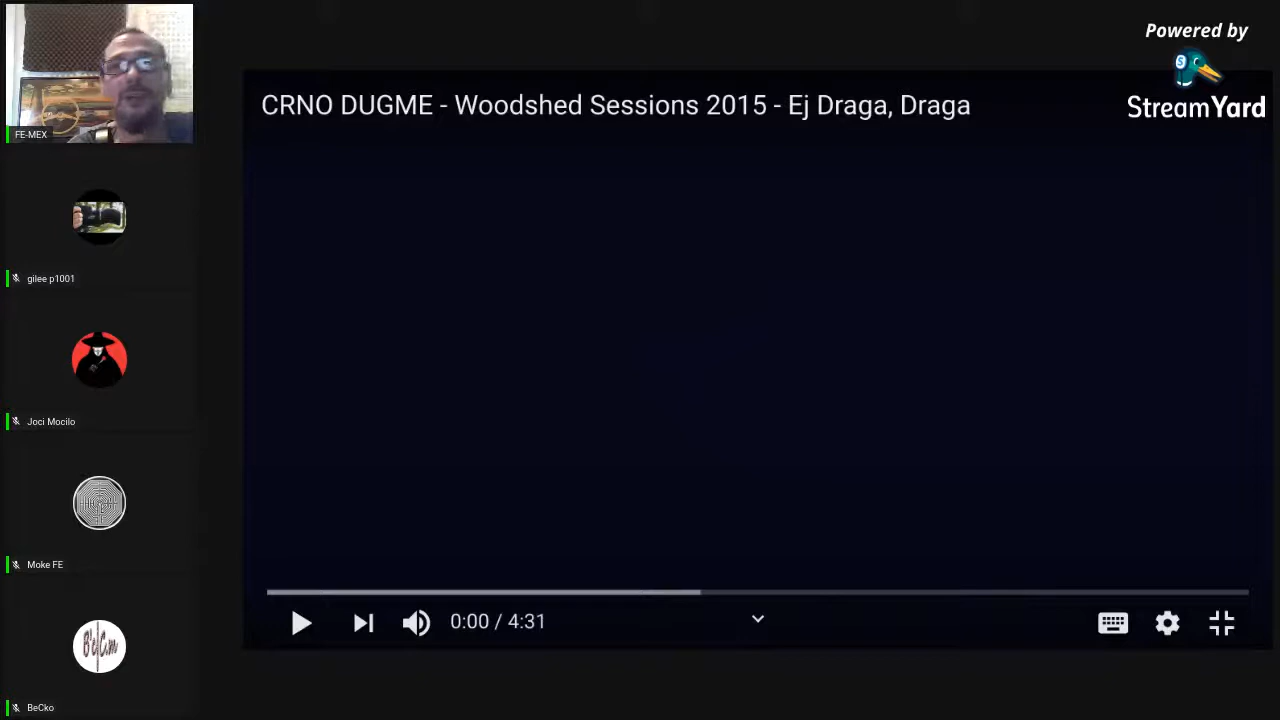 Powered by
StreamYard
CRNO DUGME - Woodshed Sessions 2015 - Ej Draga, Draga
FE-MEX
gilee p1001
Joci Mocilo
Moke FE
B'elCim
BeCko
0:00 / 4:31